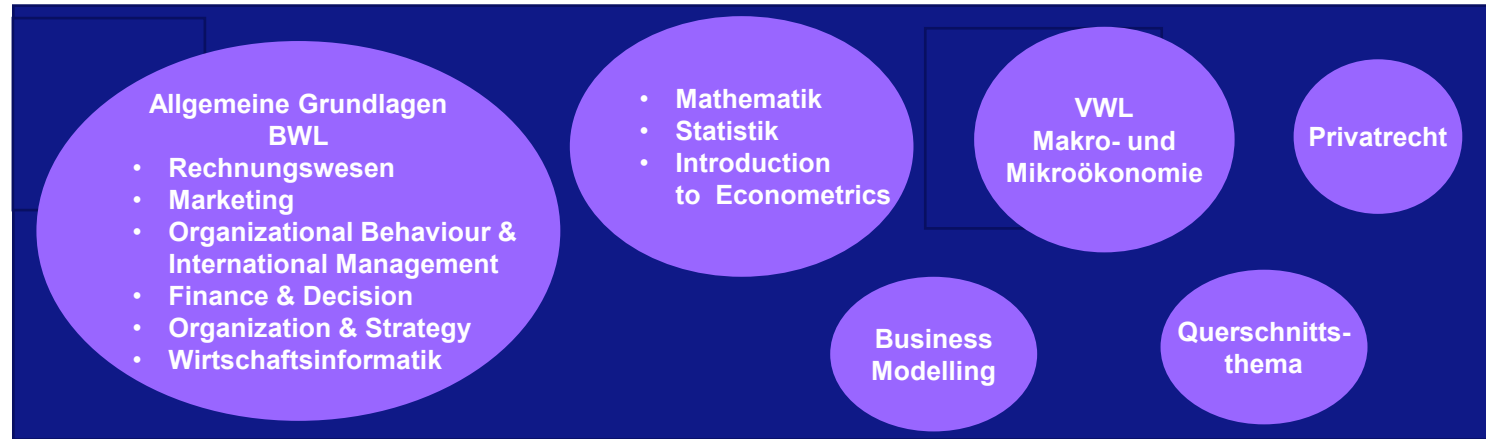 Allgemeine Grundlagen
BWL
• Rechnungswesen
• Marketing
• Organizational Behaviour &
International Management
• Finance & Decision
• Organization & Strategy
• Wirtschaftsinformatik
• Mathematik
• Statistik
• Introduction
to Econometrics
VWL
Makro- und
Mikroökonomie
Privatrecht
Business
Modelling
Querschnitts-
thema